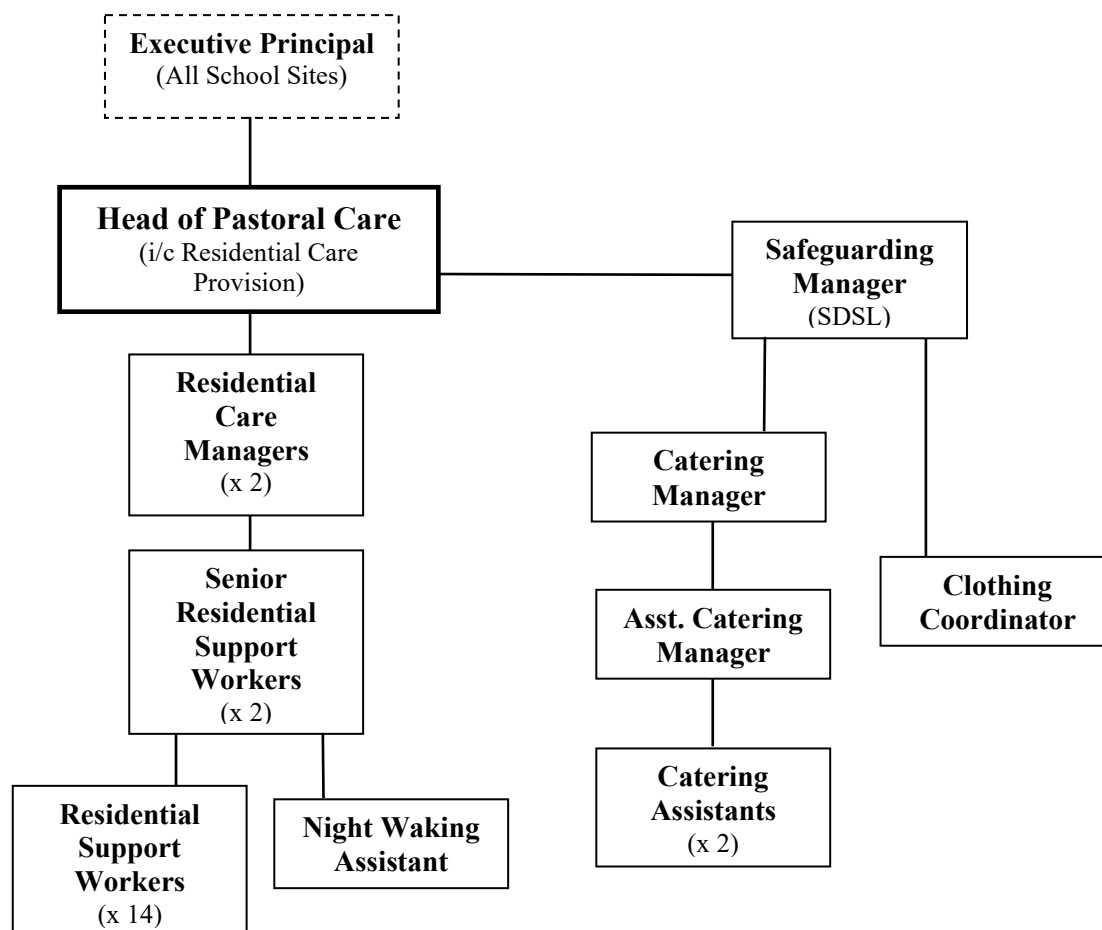 Executive Principal
(All School Sites)
Head of Pastoral Care
(i/c Residential Care
Provision)
Safeguarding
Manager
(SDSL)
Residential
Care
Managers
(x 2)
Catering
Manager
Senior
Residential
Support
Workers
(x 2)
Clothing
Coordinator
Asst. Catering
Manager
Residential
Support
Workers
(x 14)
Night Waking
Assistant
Catering
Assistants
(x 2)